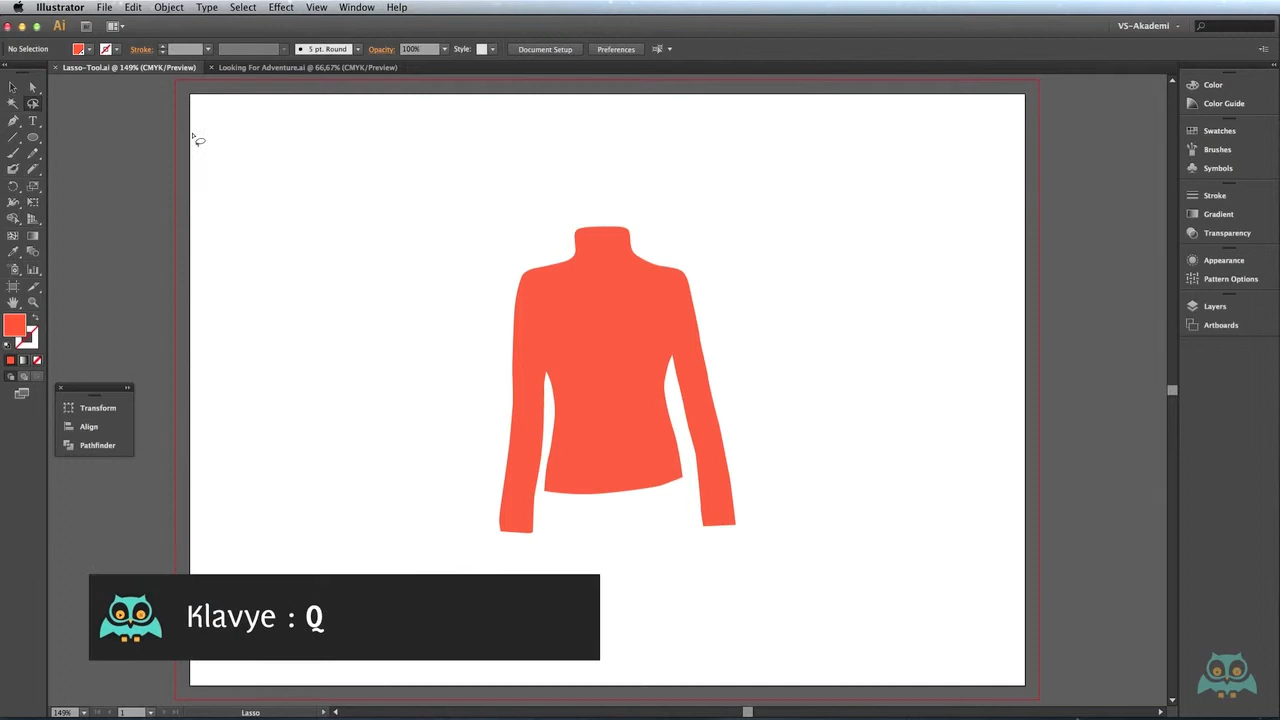 Illustrator File Edit Object Type Select Effect View Window Help
Ai VS-Akademi
No Selection Stroke: 5 pt. Round Opacity: 100% Style: Document Setup Preferences
Lasso-Tool.ai @ 149% (CMYK/Preview) Looking For Adventure.ai @ 66,67% (CMYK/Preview)
Color
Color Guide
Swatches
Brushes
Symbols
Stroke
Gradient
Transparency
Appearance
Pattern Options
Layers
Artboards
Transform
Align
Pathfinder
Klavye : Q
149% 1 Lasso